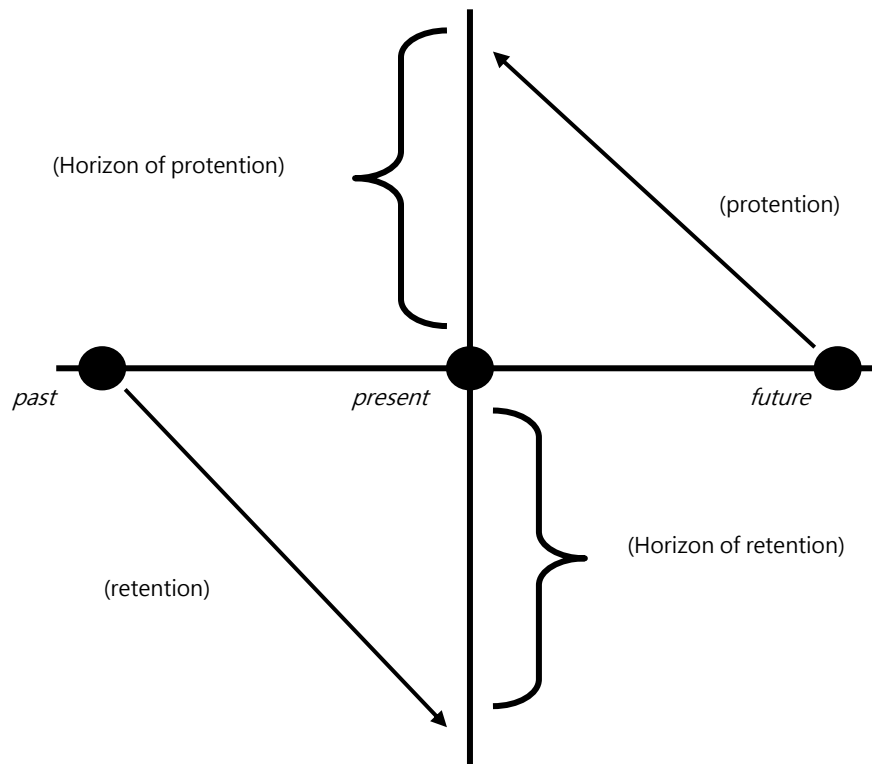 (Horizon of protention)
(protention)
past
present
future
(Horizon of retention)
(retention)